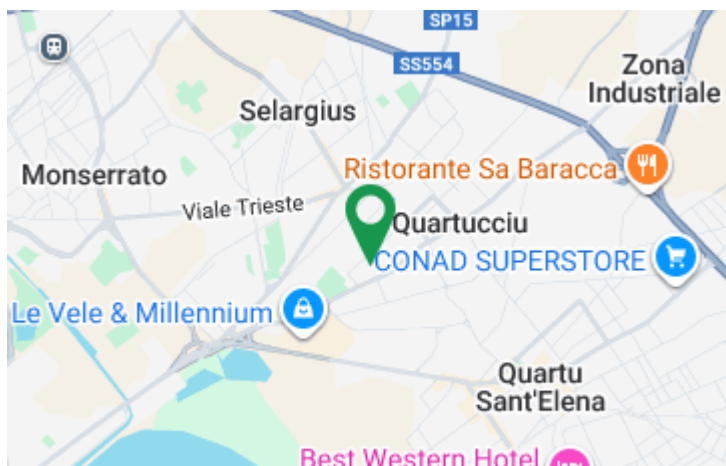 SP15
SS554
Zona
Industriale
Selargius
Ristorante Sa Baracca
Monserrato
Viale Trieste
Quartucciu
CONAD SUPERSTORE
Le Vele & Millennium
Quartu
Sant'Elena
Best Western Hotel